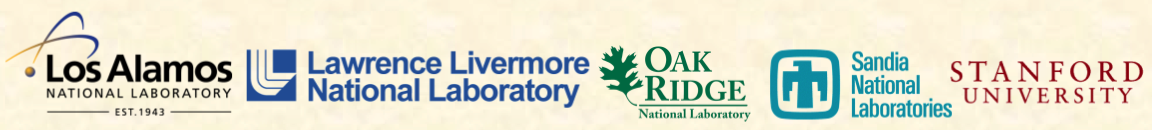 Los Alamos
NATIONAL LABORATORY
EST.1943
Lawrence Livermore
National Laboratory
OAK
RIDGE
National Laboratory
Sandia
National
Laboratories
STANFORD
UNIVERSITY